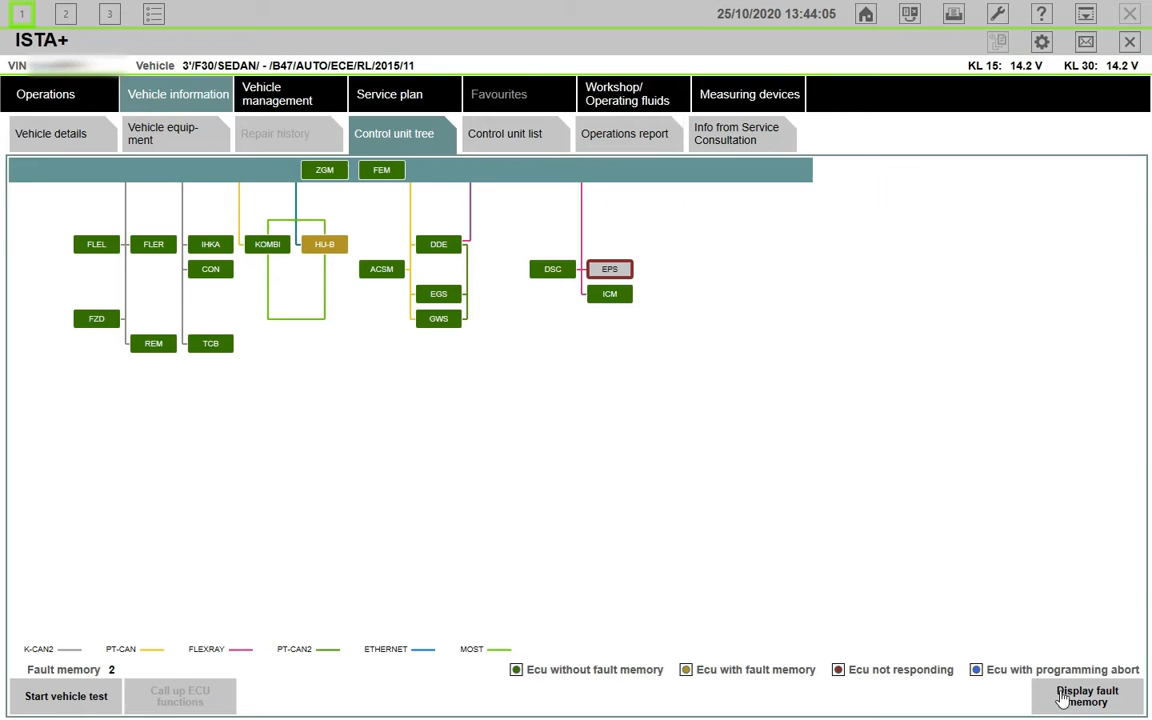 1 2 3 25/10/2020 13:44:05 ?
ISTA+
VIN Vehicle 3'/F30/SEDAN/ - /B47/AUTO/ECE/RL/2015/11 KL 15: 14.2 V KL 30: 14.2 V
Operations Vehicle information Vehicle management Service plan Favourites Workshop/ Operating fluids Measuring devices
Vehicle details Vehicle equip- ment Repair history Control unit tree Control unit list Operations report Info from Service Consultation
ZGM FEM
FLEL FLER IHKA KOMBI HU-B DDE
CON ACSM DSC EPS
EGS ICM
FZD GWS
REM TCB
K-CAN2 PT-CAN FLEXRAY PT-CAN2 ETHERNET MOST
Fault memory 2 Ecu without fault memory Ecu with fault memory Ecu not responding Ecu with programming abort
Start vehicle test Call up ECU functions Display fault memory